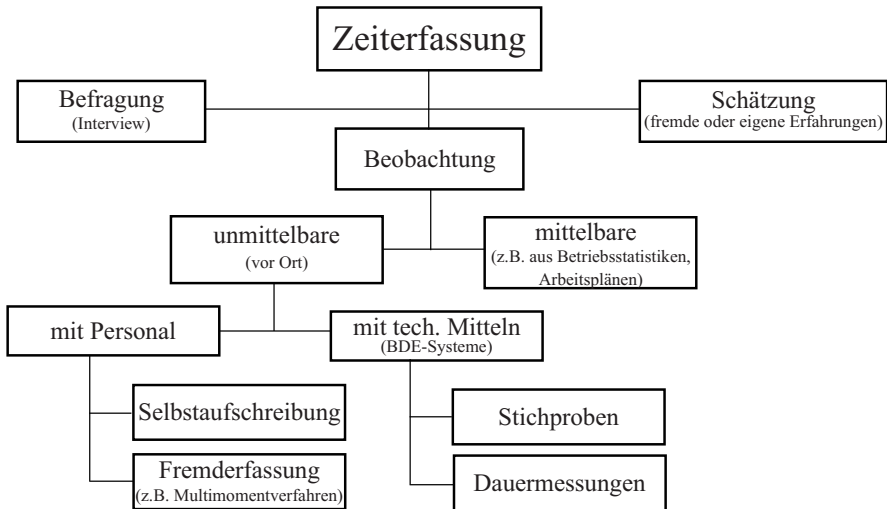 Zeiterfassung
Befragung
(Interview)
Schätzung
(fremde oder eigene Erfahrungen)
Beobachtung
unmittelbare
(vor Ort)
mittelbare
(z.B. aus Betriebsstatistiken,
Arbeitsplänen)
mit Personal
mit tech. Mitteln
(BDE-Systeme)
Selbstaufschreibung
Stichproben
Fremderfassung
(z.B. Multimomentverfahren)
Dauermessungen